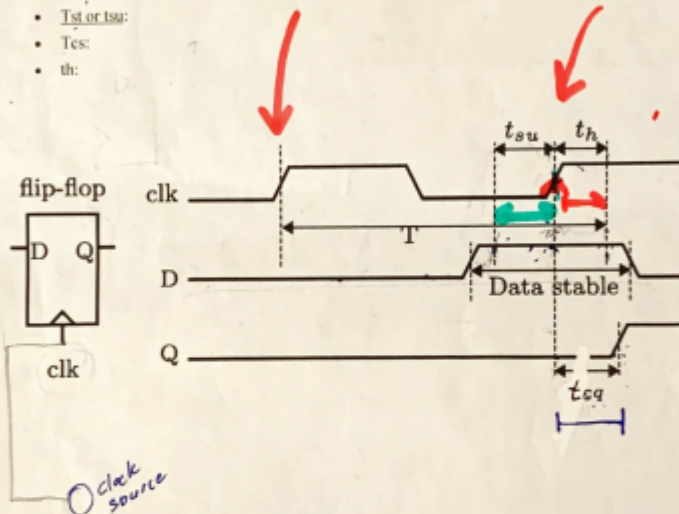 • Tst or tsu:
• Tcs:
• th:
t_su t_h
flip-flop
clk
D Q
T
D
Data stable
clk
Q
t_cq
clock
source